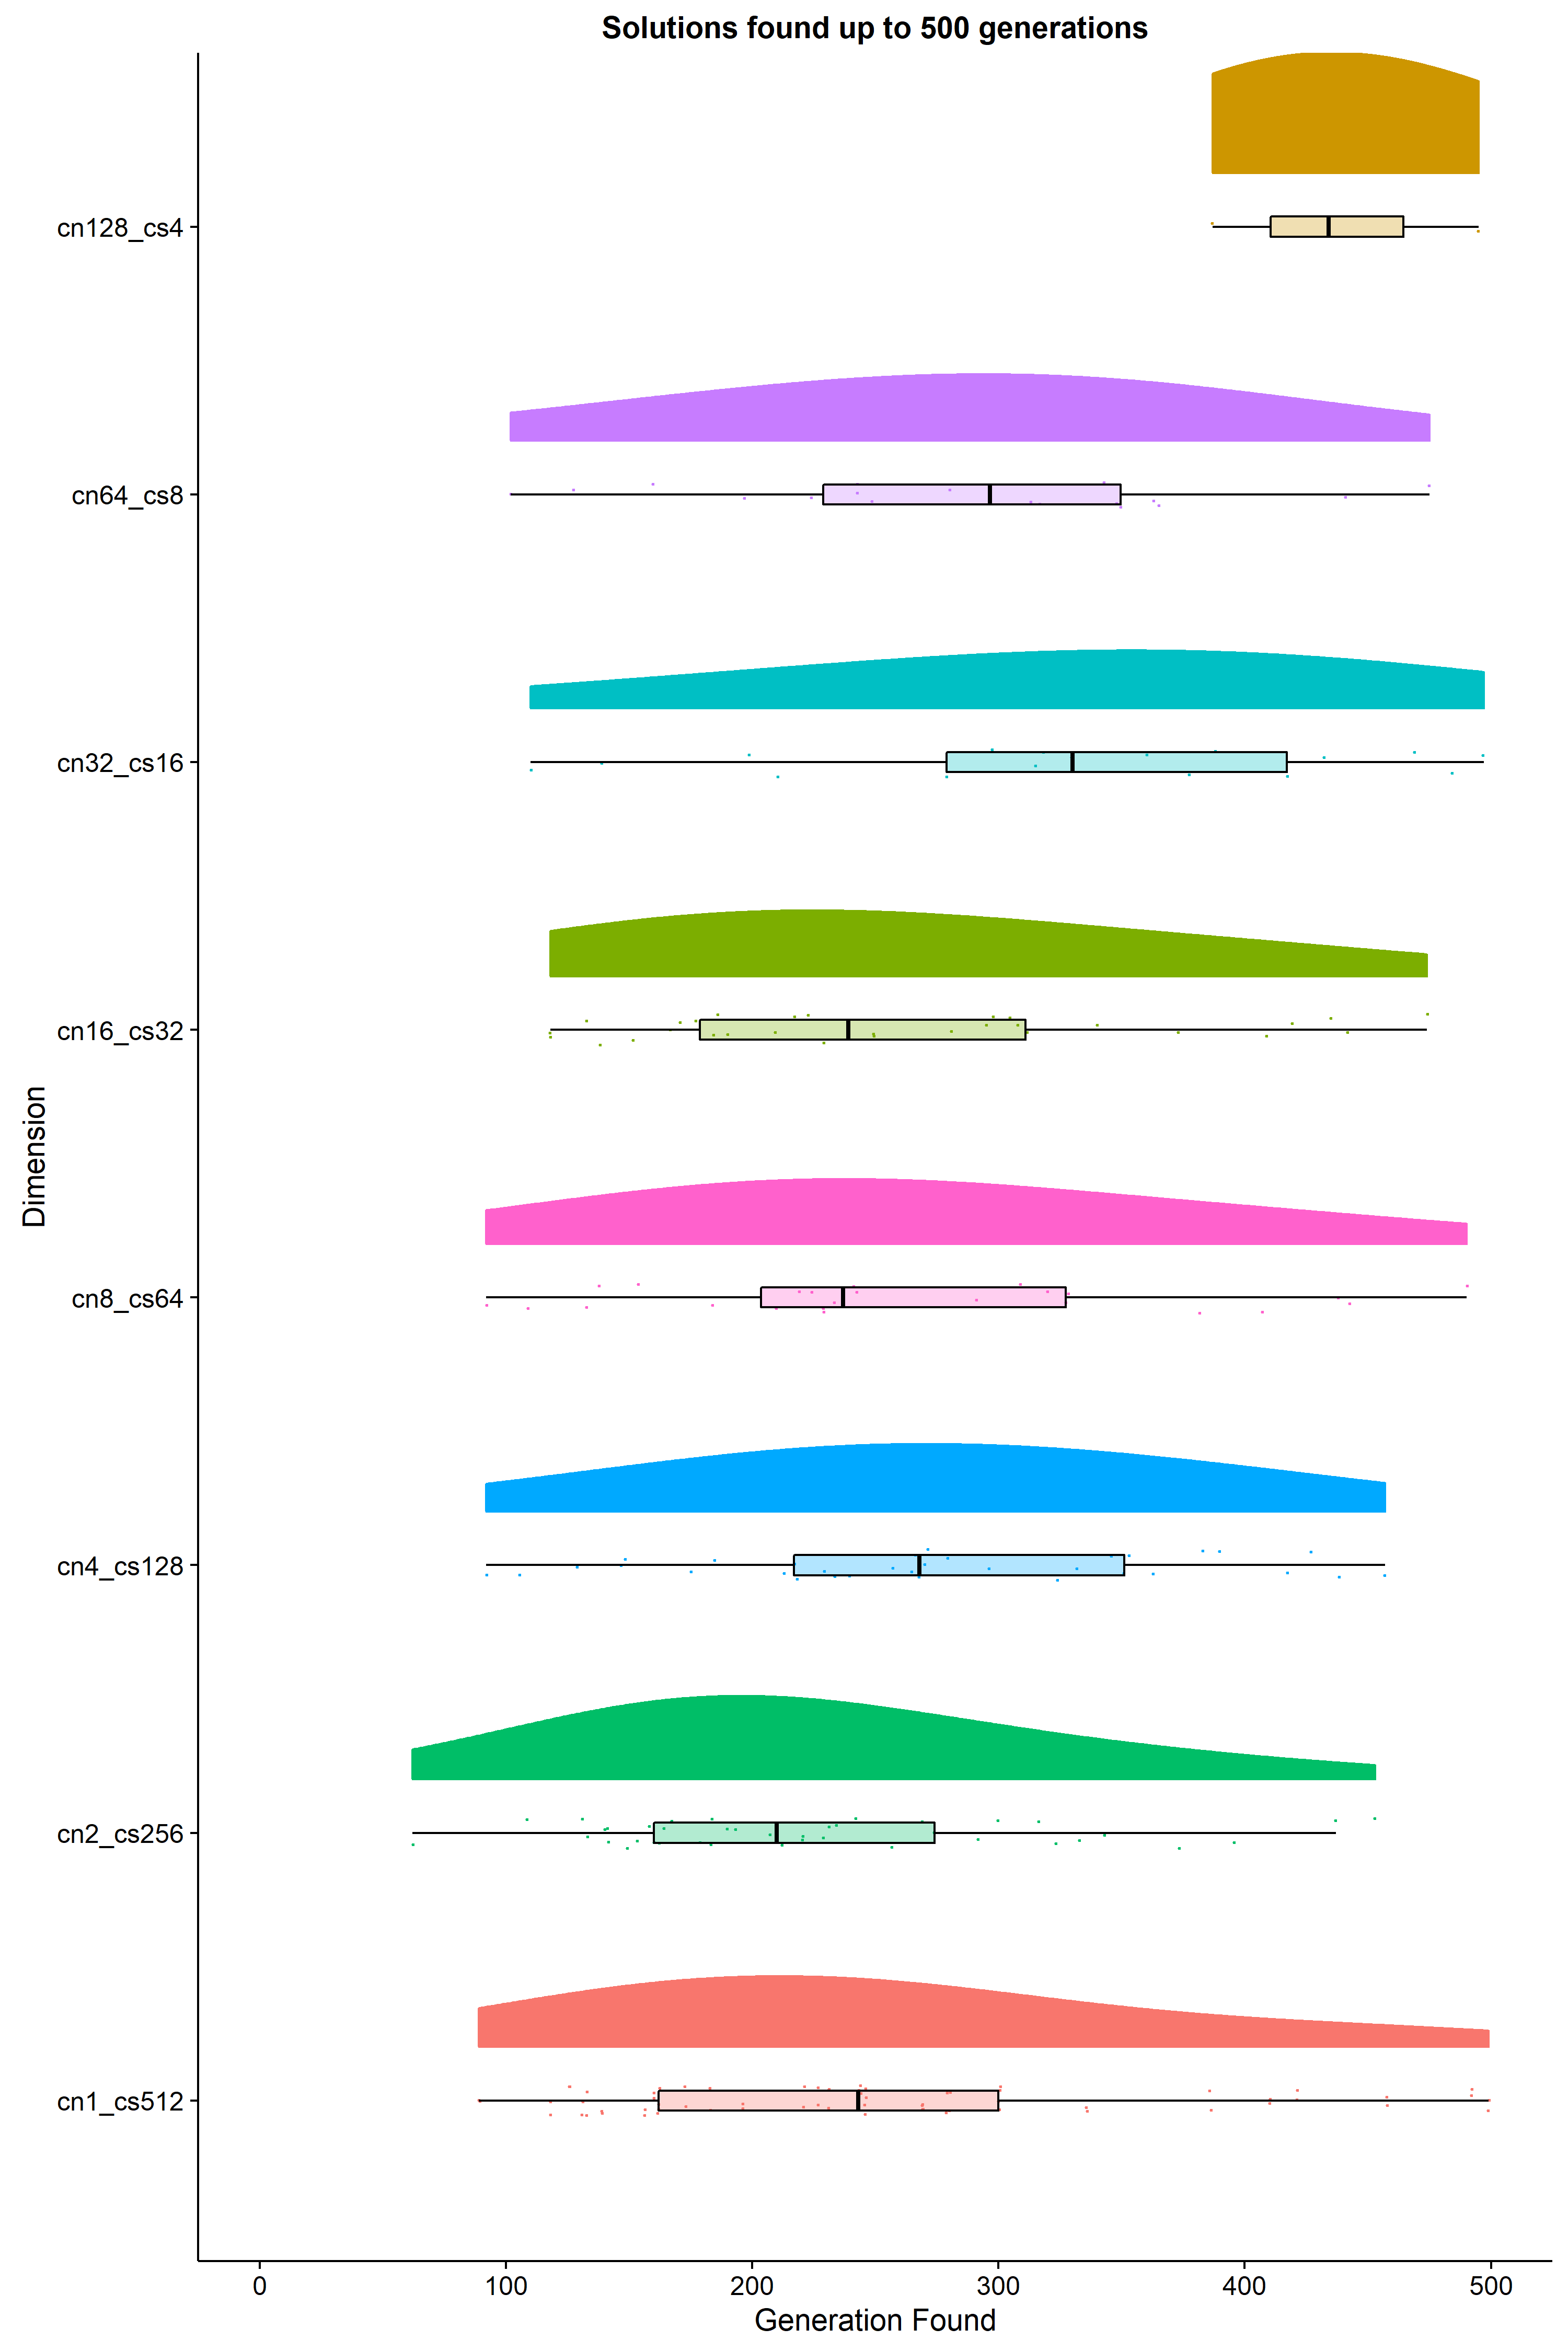 Solutions found up to 500 generations
cn128_cs4
cn64_cs8
cn32_cs16
cn16_cs32
Dimension
cn8_cs64
cn4_cs128
cn2_cs256
cn1_cs512
0 100 200 300 400 500
Generation Found